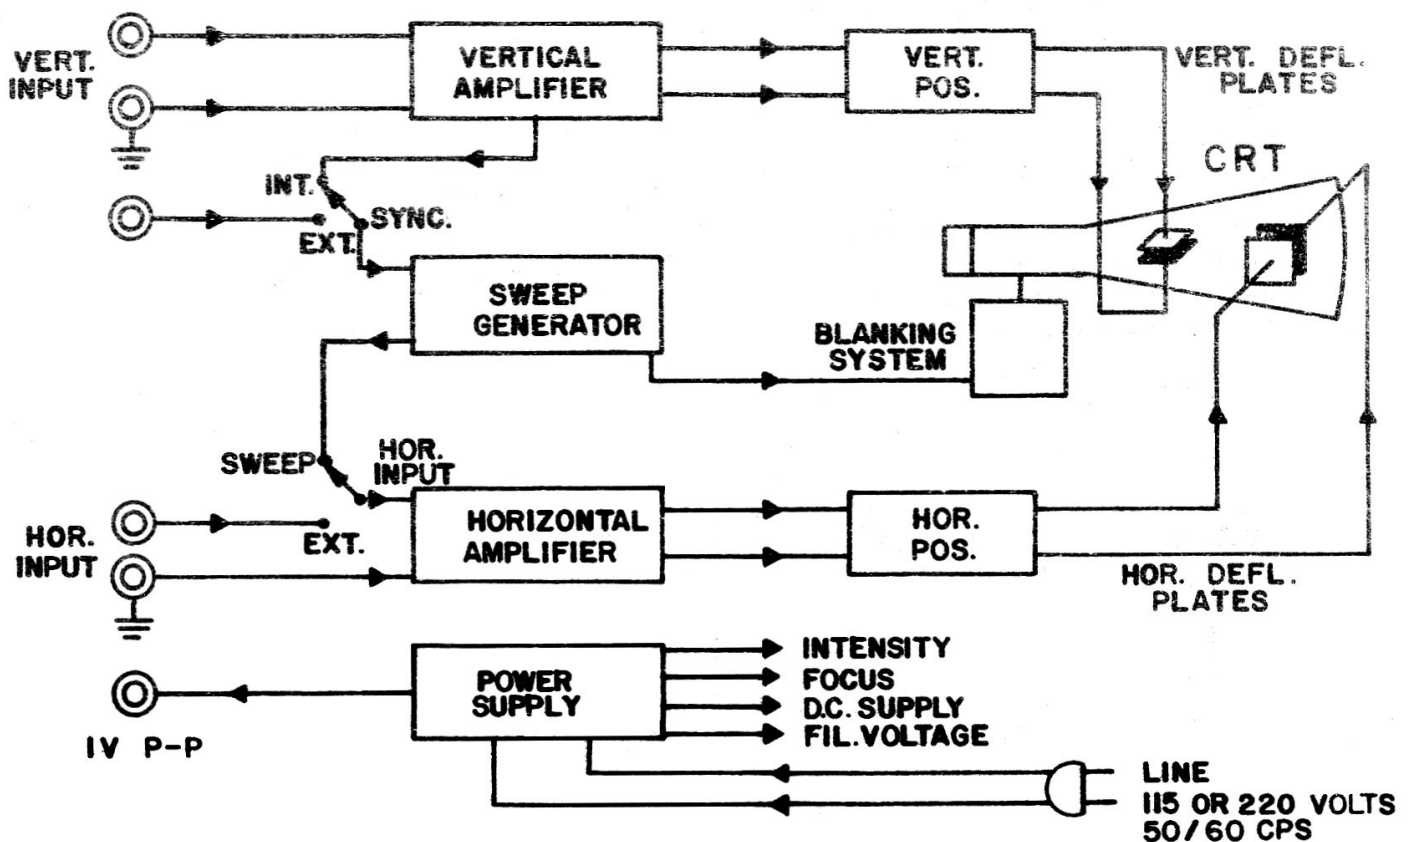 VERT.
INPUT
VERTICAL
AMPLIFIER
VERT.
POS.
VERT. DEFL.
PLATES
CRT
INT.
SYNC.
EXT.
SWEEP
GENERATOR
BLANKING
SYSTEM
SWEEP
HOR.
INPUT
EXT.
HOR.
INPUT
HORIZONTAL
AMPLIFIER
HOR.
POS.
HOR. DEFL.
PLATES
POWER
SUPPLY
INTENSITY
FOCUS
D.C. SUPPLY
FIL. VOLTAGE
1V P-P
LINE
115 OR 220 VOLTS
50/60 CPS